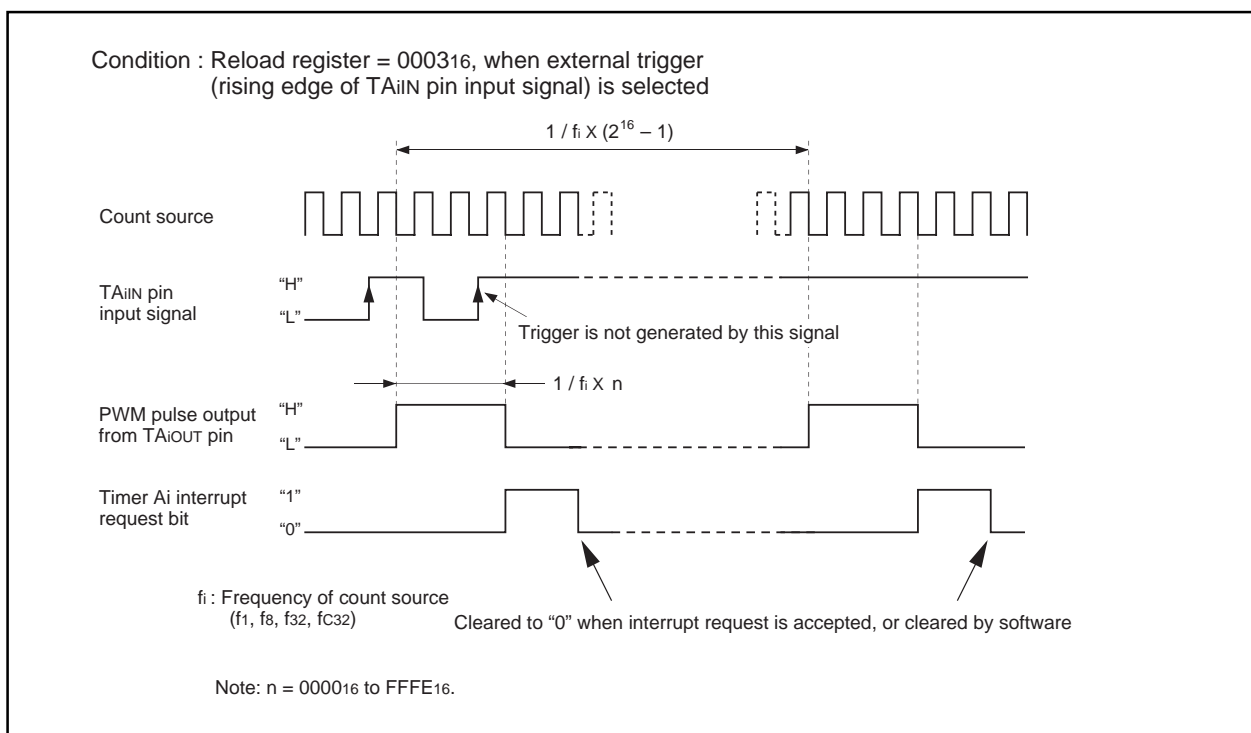 Condition : Reload register = 000316, when external trigger
(rising edge of TAiIN pin input signal) is selected
1 / fi X (2^16 – 1)
Count source
TAiIN pin
input signal
“H”
“L”
Trigger is not generated by this signal
1 / fi X n
PWM pulse output
from TAiOUT pin
“H”
“L”
Timer Ai interrupt
request bit
“1”
“0”
fi : Frequency of count source
(f1, f8, f32, fC32)
Cleared to “0” when interrupt request is accepted, or cleared by software
Note: n = 000016 to FFFE16.